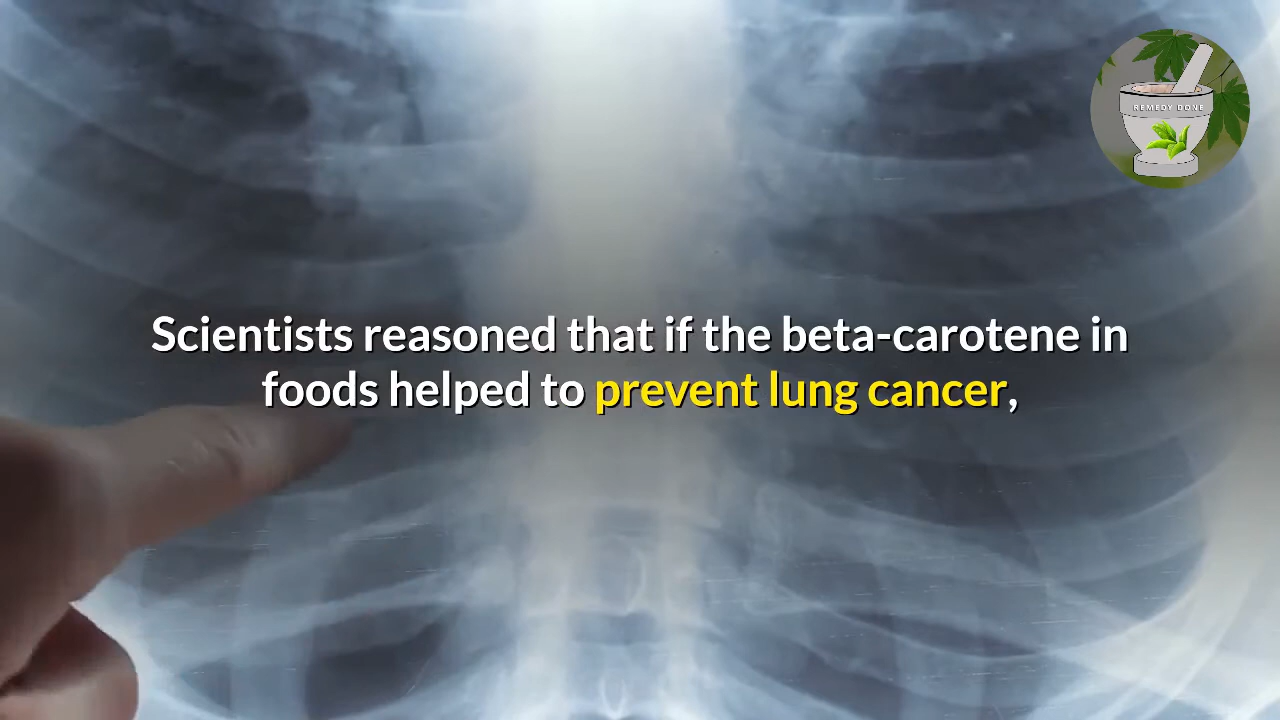 REMEDY DONE
Scientists reasoned that if the beta-carotene in
foods helped to prevent lung cancer,